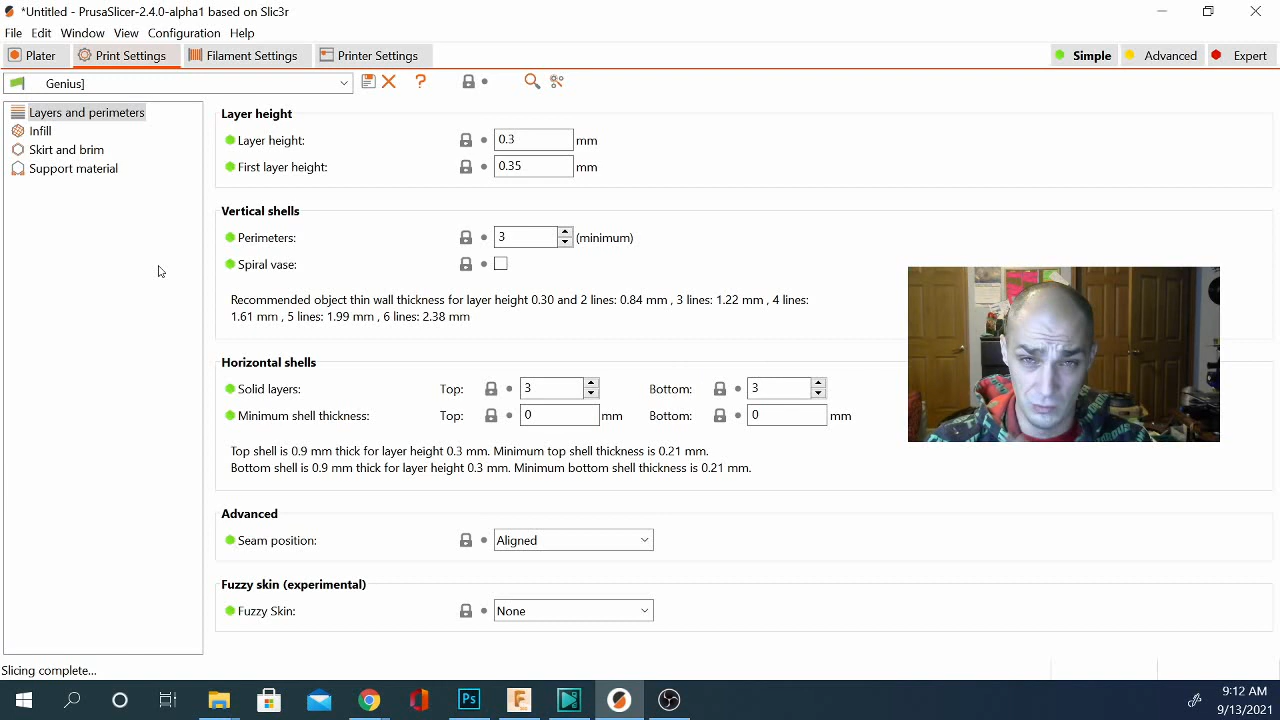 *Untitled - PrusaSlicer-2.4.0-alpha1 based on Slic3r
File Edit Window View Configuration Help
Plater Print Settings Filament Settings Printer Settings Simple Advanced Expert
Genius] ?
Layers and perimeters
Infill
Skirt and brim
Support material
Layer height
Layer height: 0.3 mm
First layer height: 0.35 mm
Vertical shells
Perimeters: 3 (minimum)
Spiral vase:
Recommended object thin wall thickness for layer height 0.30 and 2 lines: 0.84 mm , 3 lines: 1.22 mm , 4 lines:
1.61 mm , 5 lines: 1.99 mm , 6 lines: 2.38 mm
Horizontal shells
Solid layers: Top: 3 Bottom: 3
Minimum shell thickness: Top: 0 mm Bottom: 0 mm
Top shell is 0.9 mm thick for layer height 0.3 mm. Minimum top shell thickness is 0.21 mm.
Bottom shell is 0.9 mm thick for layer height 0.3 mm. Minimum bottom shell thickness is 0.21 mm.
Advanced
Seam position: Aligned
Fuzzy skin (experimental)
Fuzzy Skin: None
Slicing complete...
Ps F
9:12 AM
9/13/2021